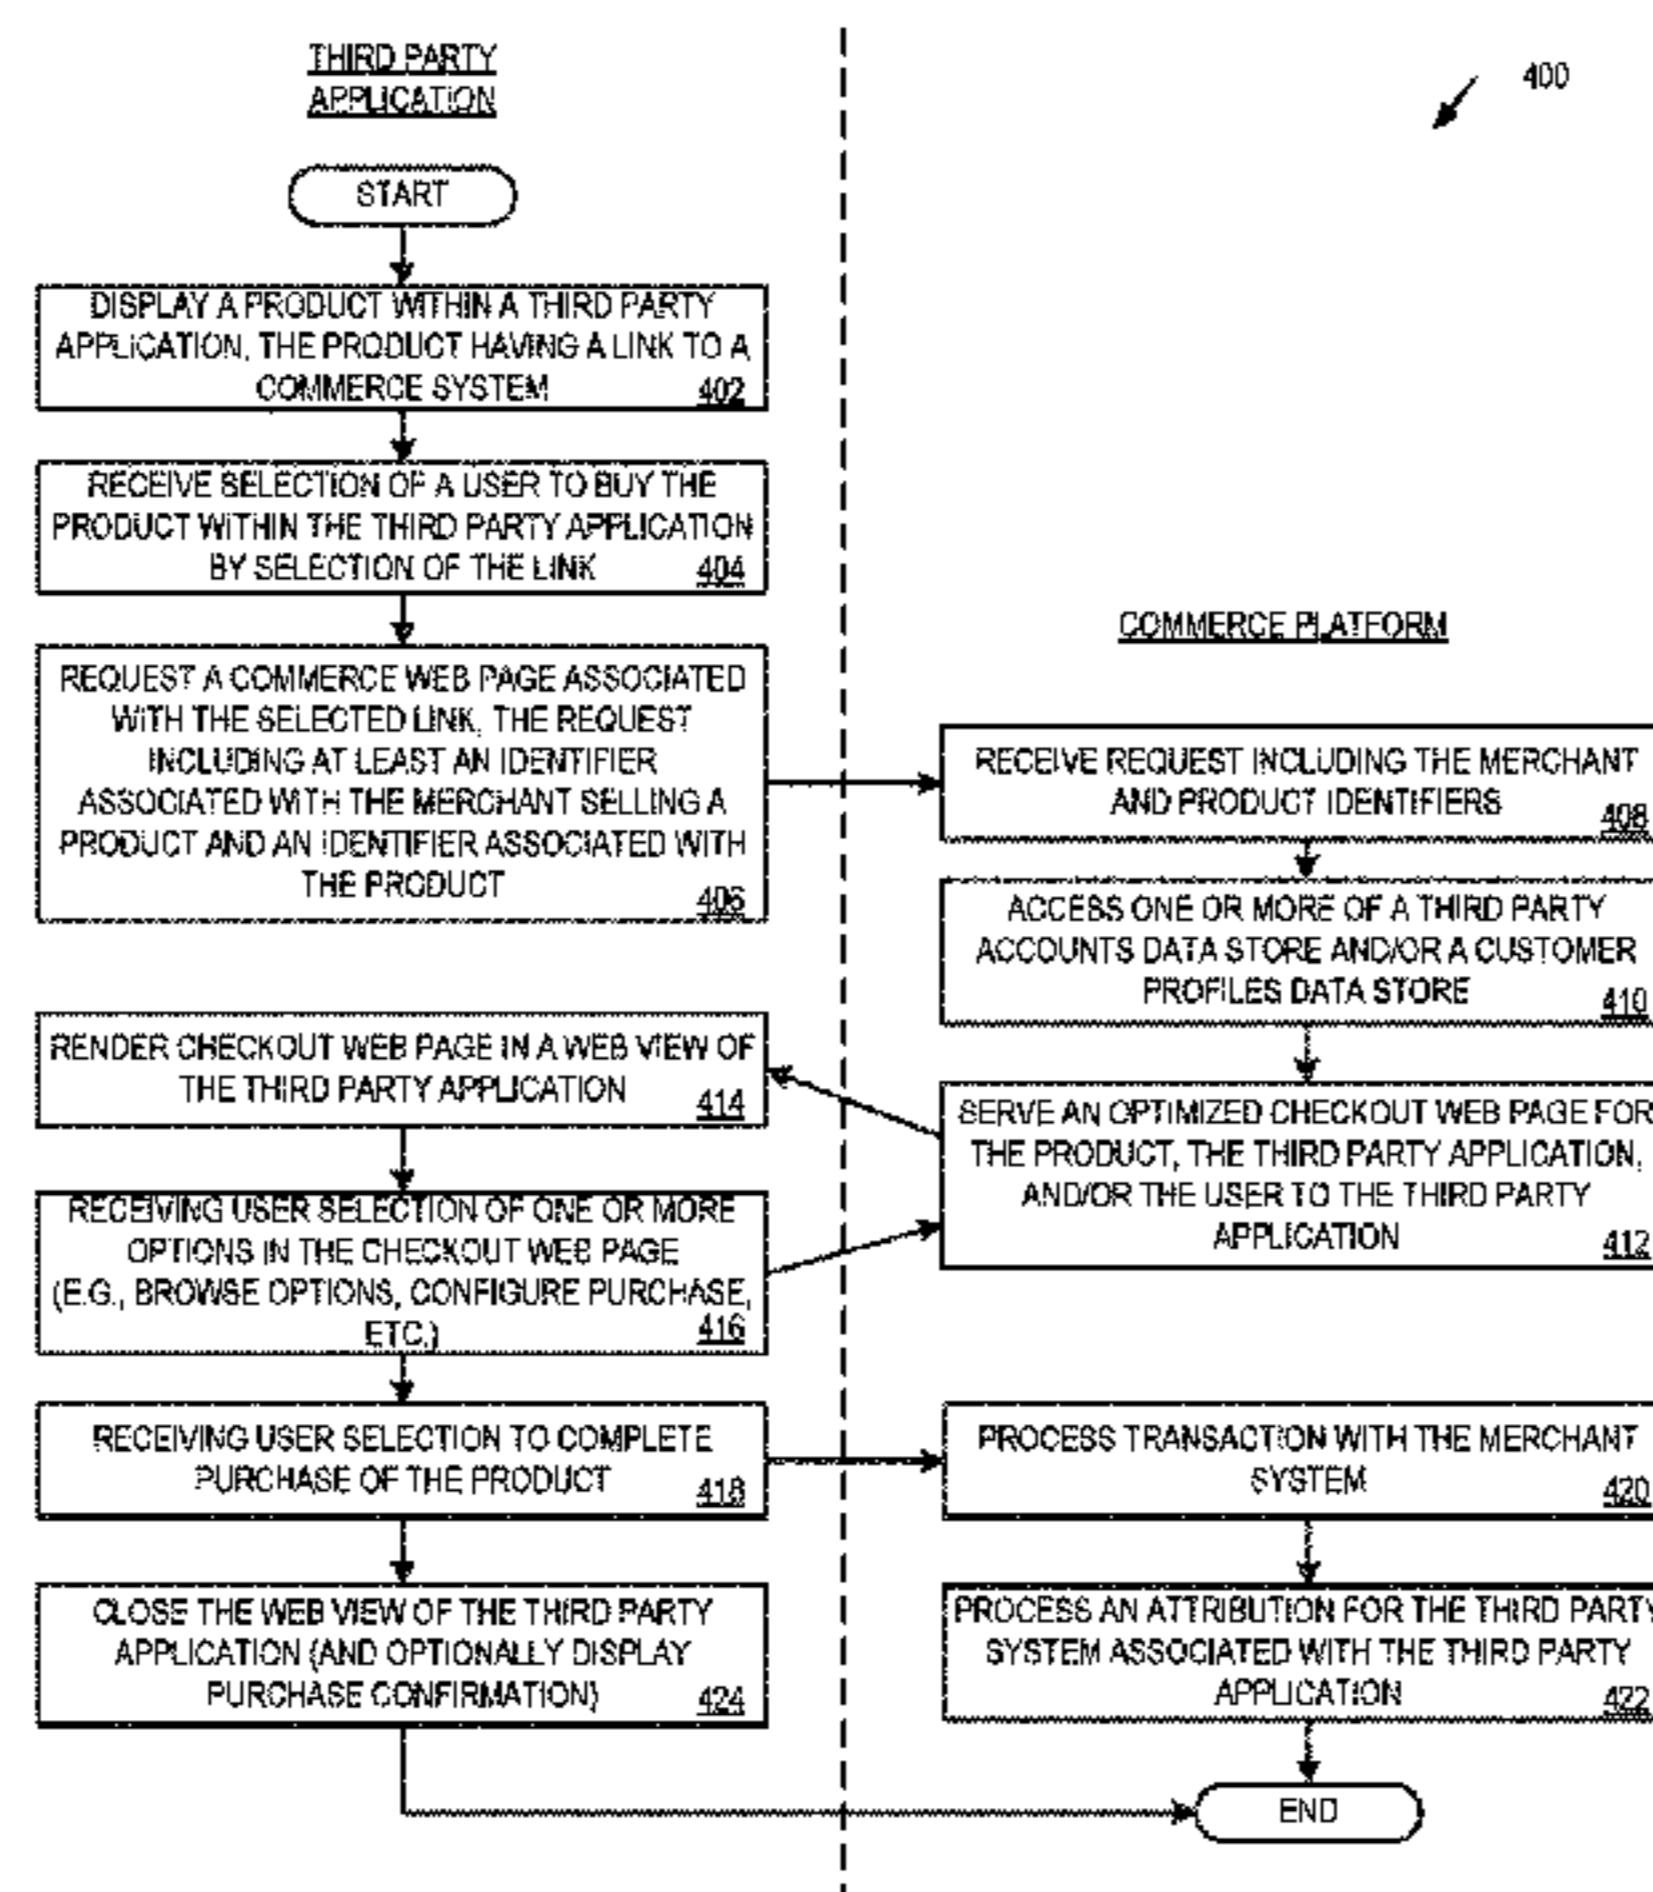 THIRD PARTY
APPLICATION
400
START
DISPLAY A PRODUCT WITHIN A THIRD PARTY
APPLICATION, THE PRODUCT HAVING A LINK TO A
COMMERCE SYSTEM 402
RECEIVE SELECTION OF A USER TO BUY THE
PRODUCT WITHIN THE THIRD PARTY APPLICATION
BY SELECTION OF THE LINK 404
REQUEST A COMMERCE WEB PAGE ASSOCIATED
WITH THE SELECTED LINK, THE REQUEST
INCLUDING AT LEAST AN IDENTIFIER
ASSOCIATED WITH THE MERCHANT SELLING A
PRODUCT AND AN IDENTIFIER ASSOCIATED WITH
THE PRODUCT 406
COMMERCE PLATFORM
RECEIVE REQUEST INCLUDING THE MERCHANT
AND PRODUCT IDENTIFIERS 408
ACCESS ONE OR MORE OF A THIRD PARTY
ACCOUNTS DATA STORE AND/OR A CUSTOMER
PROFILES DATA STORE 410
SERVE AN OPTIMIZED CHECKOUT WEB PAGE FOR
THE PRODUCT, THE THIRD PARTY APPLICATION,
AND/OR THE USER TO THE THIRD PARTY
APPLICATION 412
RENDER CHECKOUT WEB PAGE IN A WEB VIEW OF
THE THIRD PARTY APPLICATION 414
RECEIVING USER SELECTION OF ONE OR MORE
OPTIONS IN THE CHECKOUT WEB PAGE
(E.G., BROWSE OPTIONS, CONFIGURE PURCHASE,
ETC.) 416
RECEIVING USER SELECTION TO COMPLETE
PURCHASE OF THE PRODUCT 418
PROCESS TRANSACTION WITH THE MERCHANT
SYSTEM 420
PROCESS AN ATTRIBUTION FOR THE THIRD PARTY
SYSTEM ASSOCIATED WITH THE THIRD PARTY
APPLICATION 422
CLOSE THE WEB VIEW OF THE THIRD PARTY
APPLICATION (AND OPTIONALLY DISPLAY
PURCHASE CONFIRMATION) 424
END